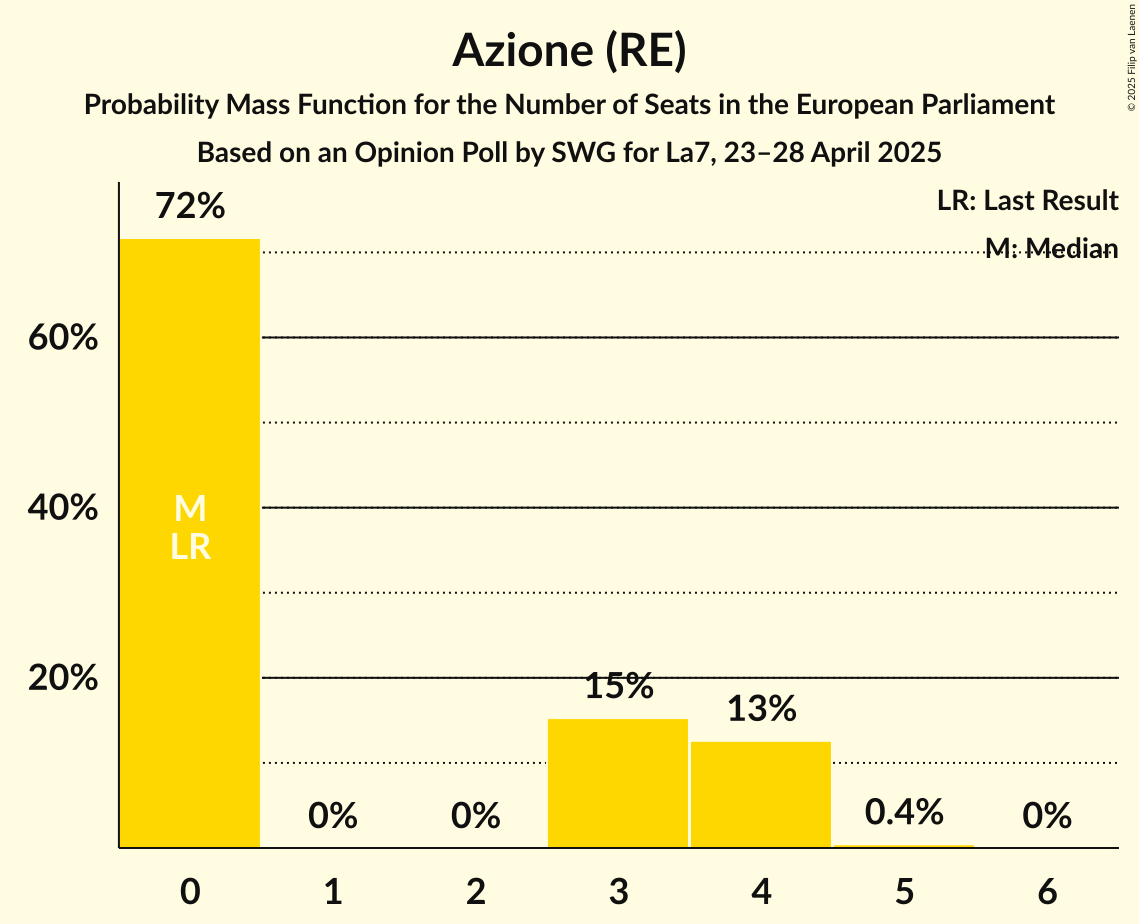 Azione (RE)
Probability Mass Function for the Number of Seats in the European Parliament
Based on an Opinion Poll by SWG for La7, 23–28 April 2025
© 2025 Filip van Laenen
LR: Last Result
M: Median
72%
60%
40%
20%
M
LR
0%
0%
15%
13%
0.4%
0%
0
1
2
3
4
5
6